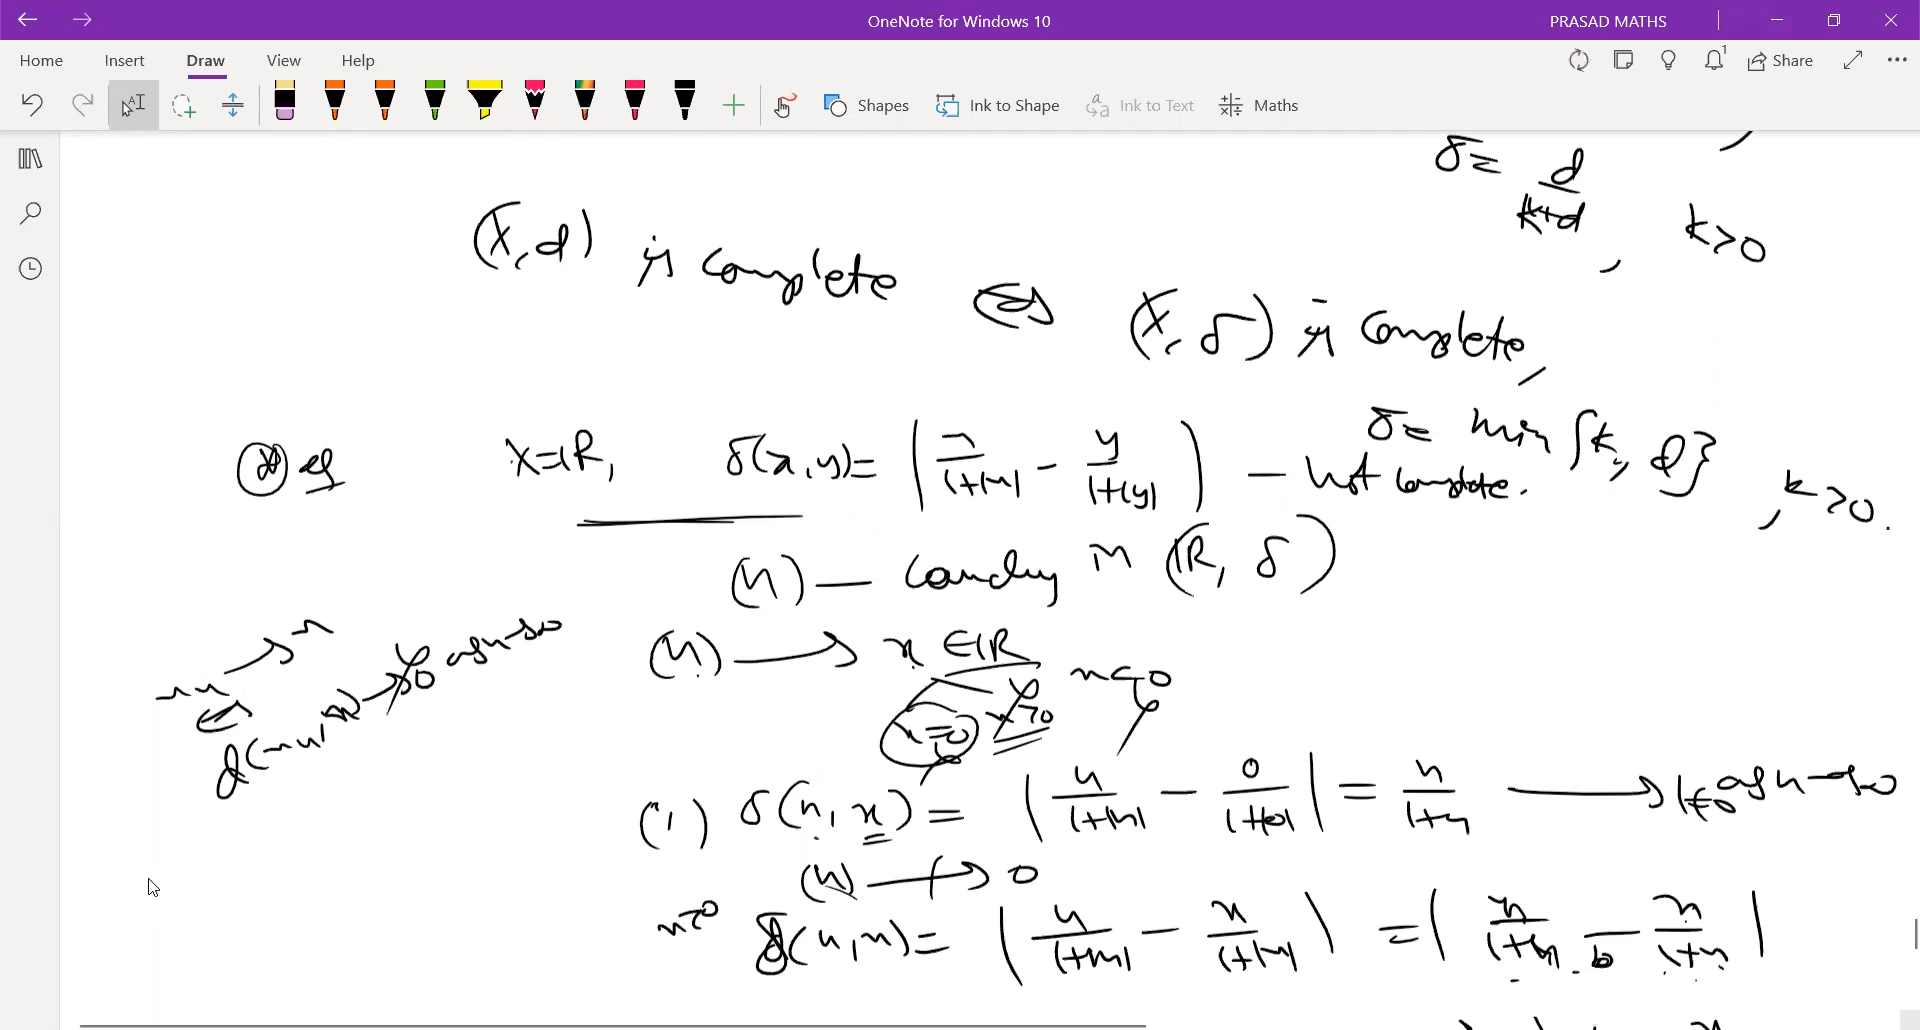 OneNote for Windows 10
PRASAD MATHS
Home Insert Draw View Help
Share
Shapes Ink to Shape Ink to Text Maths
δ = d/(k+d), k>0
(X, d) is complete ⇔ (X, δ) is complete,
δ = min {k, d}, k>0.
eg X=ℝ, δ(x,y)= | x/(1+|x|) - y/(1+|y|) | — not complete.
(n) — Cauchy in (ℝ, δ)
(n) → x ∈ ℝ
x=0 x>0 x<0
(1) δ(n, x) = | n/(1+|n|) - 0/(1+|0|) | = n/(1+n) → 1≠0 as n→∞
(n) ↛ 0
x>0 δ(n, x) = | n/(1+|n|) - x/(1+|x|) | = | n/(1+n) - x/(1+x) |